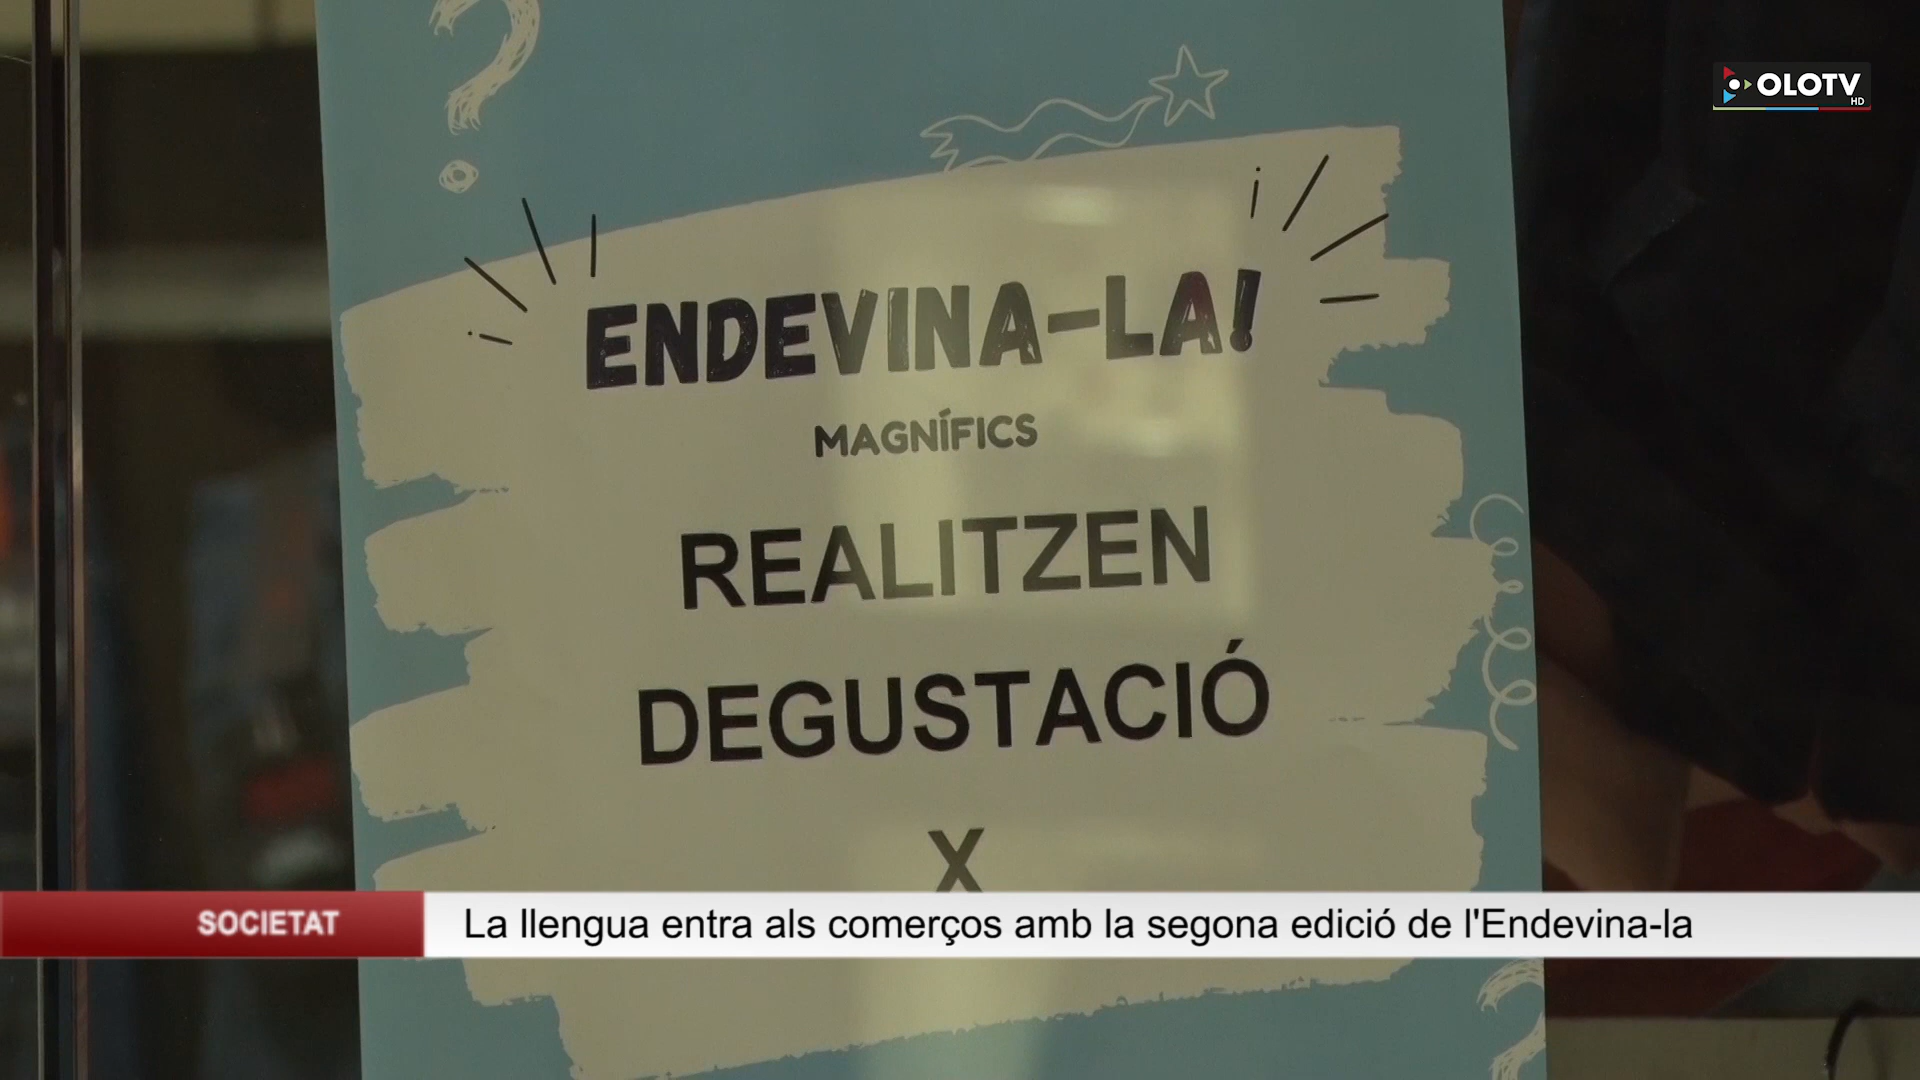 OLOTV
HD
ENDEVINA-LA!
MAGNÍFICS
REALITZEN
DEGUSTACIÓ
X
SOCIETAT
La llengua entra als comerços amb la segona edició de l'Endevina-la